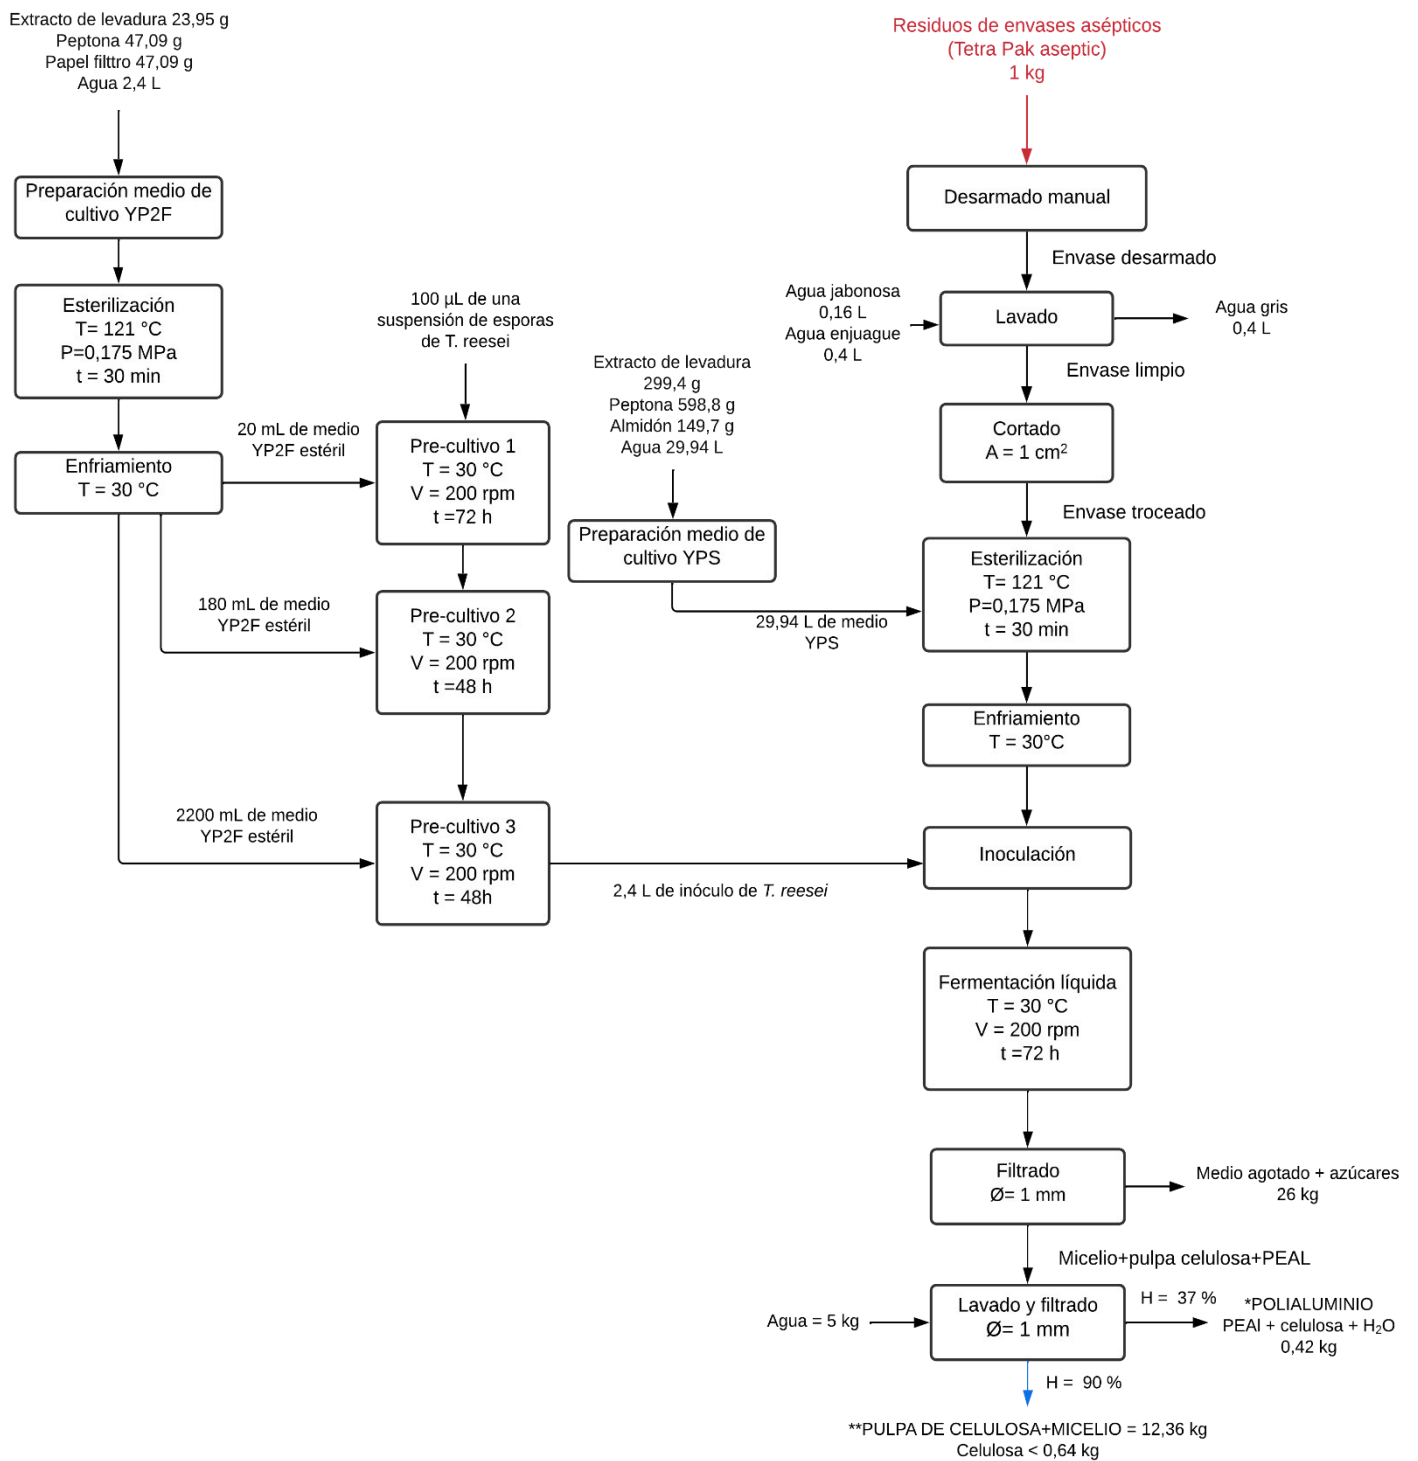 Extracto de levadura 23,95 g
Peptona 47,09 g
Papel filttro 47,09 g
Agua 2,4 L
Preparación medio de
cultivo YP2F
Esterilización
T= 121 °C
P=0,175 MPa
t = 30 min
Enfriamiento
T = 30 °C
20 mL de medio
YP2F estéril
180 mL de medio
YP2F estéril
2200 mL de medio
YP2F estéril
100 µL de una
suspensión de esporas
de T. reesei
Pre-cultivo 1
T = 30 °C
V = 200 rpm
t =72 h
Pre-cultivo 2
T = 30 °C
V = 200 rpm
t =48 h
Pre-cultivo 3
T = 30 °C
V = 200 rpm
t = 48h
2,4 L de inóculo de T. reesei
Extracto de levadura
299,4 g
Peptona 598,8 g
Almidón 149,7 g
Agua 29,94 L
Preparación medio de
cultivo YPS
29,94 L de medio
YPS
Residuos de envases asépticos
(Tetra Pak aseptic)
1 kg
Desarmado manual
Envase desarmado
Agua jabonosa
0,16 L
Agua enjuague
0,4 L
Lavado
Agua gris
0,4 L
Envase limpio
Cortado
A = 1 cm²
Envase troceado
Esterilización
T= 121 °C
P=0,175 MPa
t = 30 min
Enfriamiento
T = 30°C
Inoculación
Fermentación líquida
T = 30 °C
V = 200 rpm
t =72 h
Filtrado
Ø= 1 mm
Medio agotado + azúcares
26 kg
Micelio+pulpa celulosa+PEAL
Agua = 5 kg
Lavado y filtrado
Ø= 1 mm
H = 37 %
*POLIALUMINIO
PEAl + celulosa + H₂O
0,42 kg
H = 90 %
**PULPA DE CELULOSA+MICELIO = 12,36 kg
Celulosa < 0,64 kg